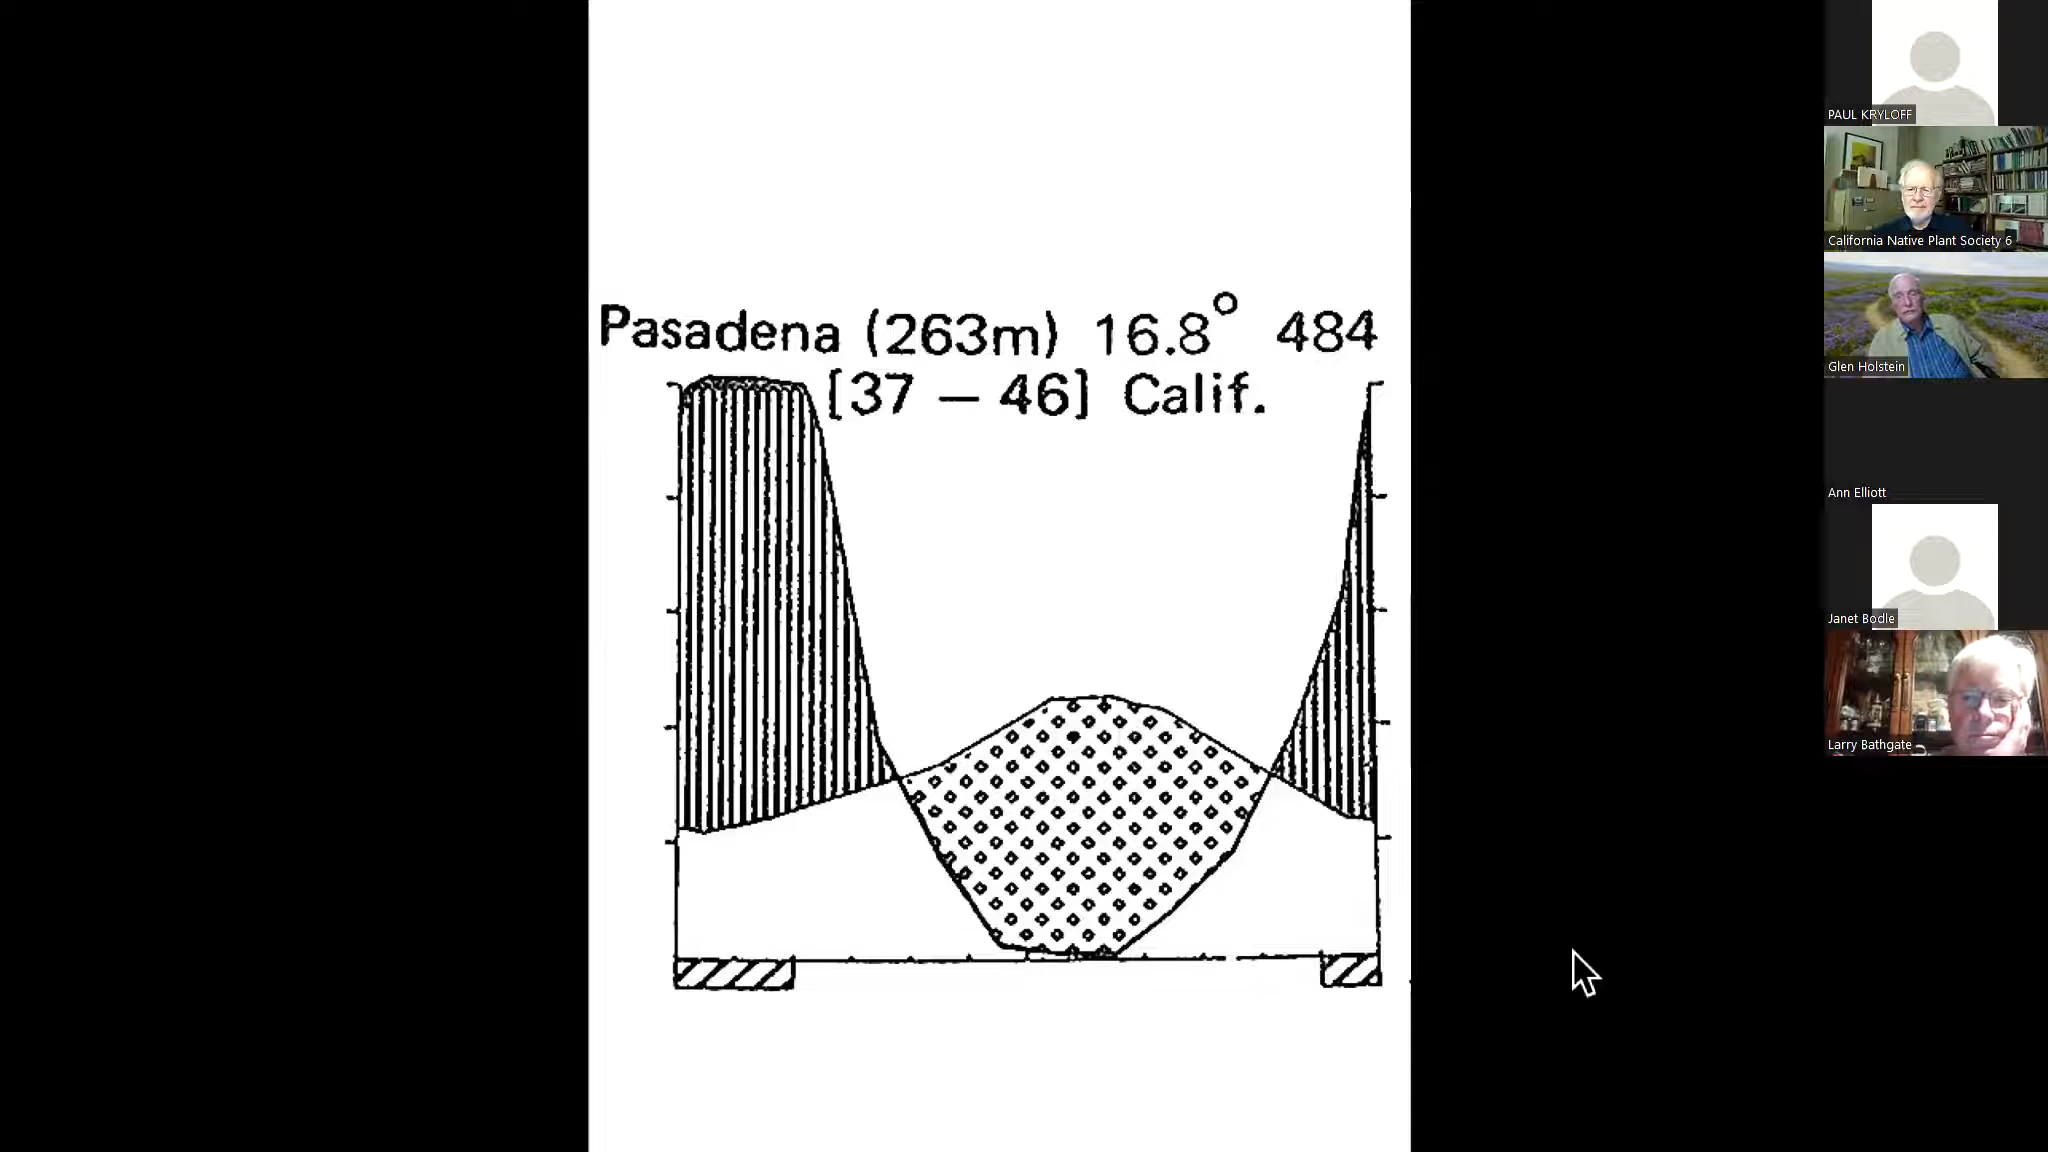 Pasadena (263m) 16.8° 484
[37 – 46] Calif.
PAUL KRYLOFF
California Native Plant Society 6
Glen Holstein
Ann Elliott
Janet Bodle
Larry Bathgate